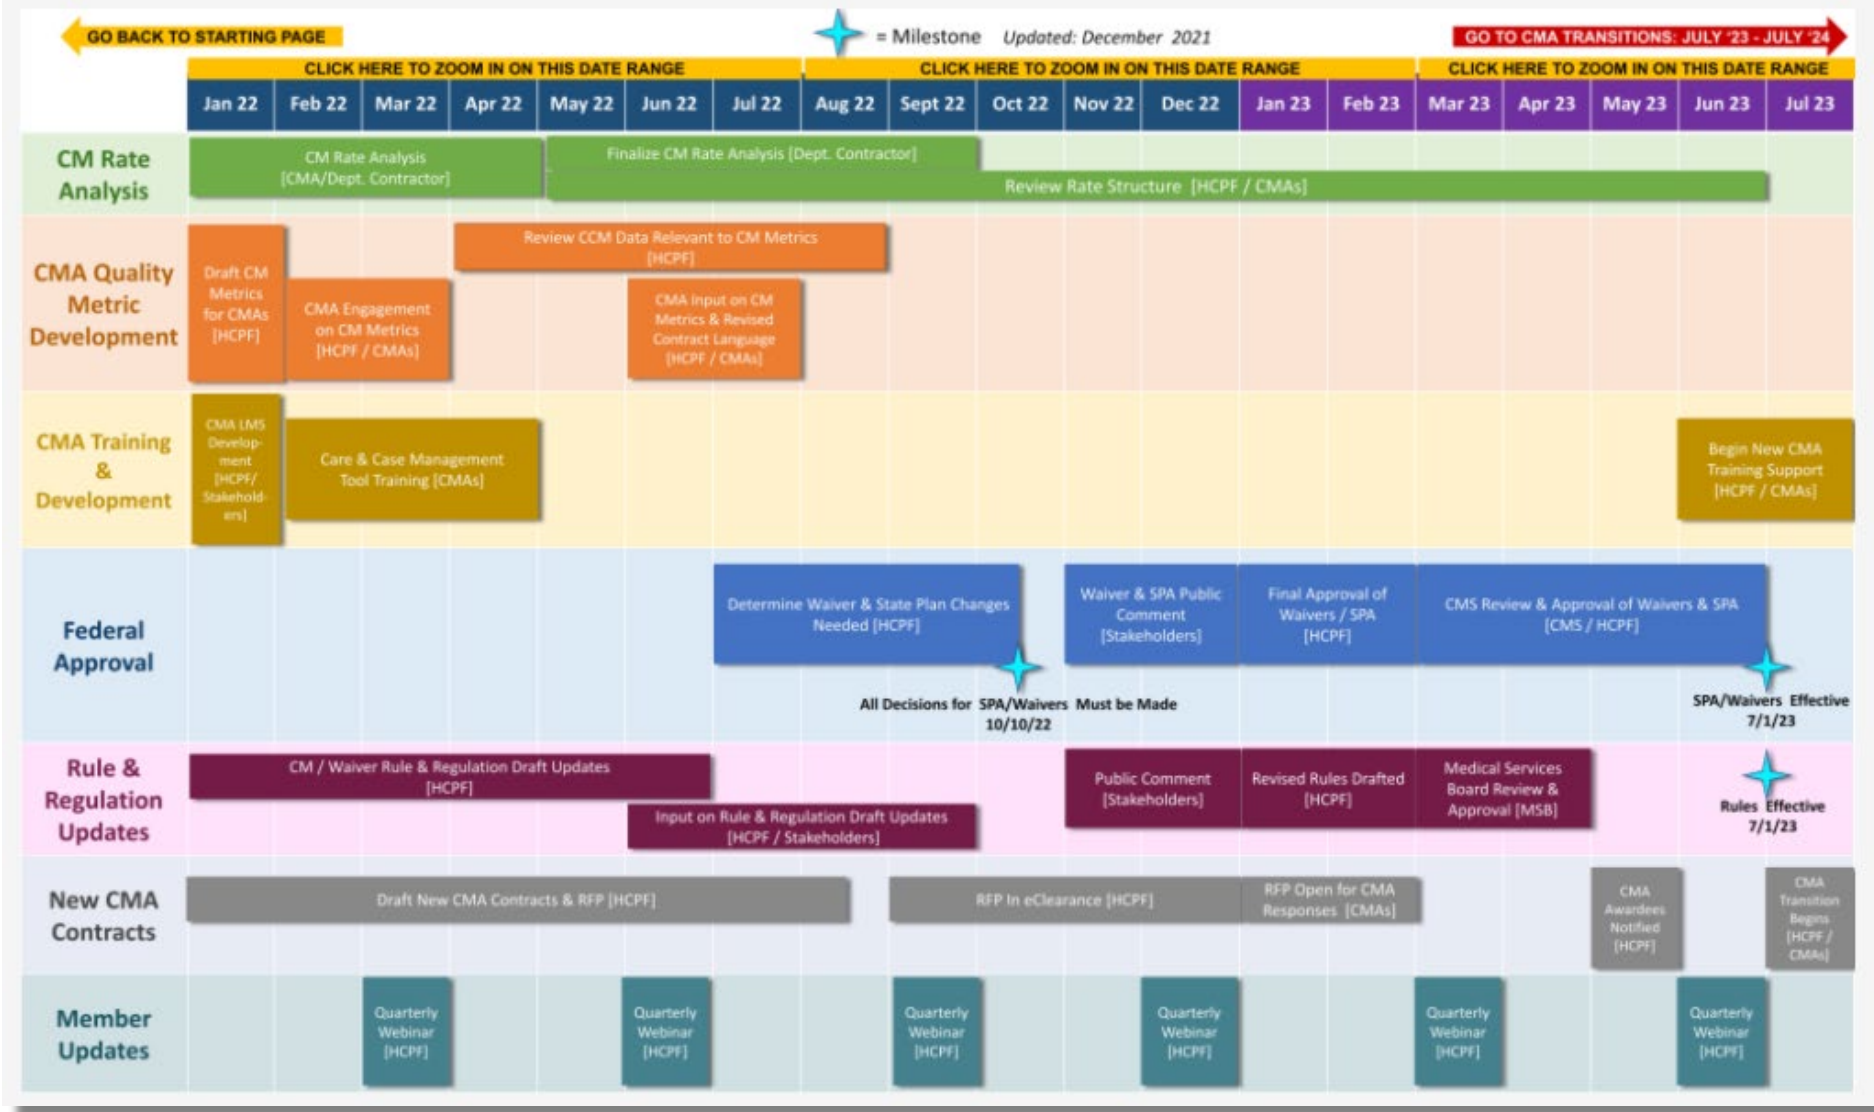 GO BACK TO STARTING PAGE
= Milestone Updated: December 2021
GO TO CMA TRANSITIONS: JULY '23 - JULY '24
CLICK HERE TO ZOOM IN ON THIS DATE RANGE
CLICK HERE TO ZOOM IN ON THIS DATE RANGE
CLICK HERE TO ZOOM IN ON THIS DATE RANGE
Jan 22 Feb 22 Mar 22 Apr 22 May 22 Jun 22 Jul 22 Aug 22 Sept 22 Oct 22 Nov 22 Dec 22 Jan 23 Feb 23 Mar 23 Apr 23 May 23 Jun 23 Jul 23
CM Rate
Analysis
CM Rate Analysis
[CMA/Dept. Contractor]
Finalize CM Rate Analysis [Dept. Contractor]
Review Rate Structure [HCPF / CMAs]
CMA Quality
Metric
Development
Draft CM
Metrics
for CMAs
[HCPF]
CMA Engagement
on CM Metrics
[HCPF / CMAs]
Review CCM Data Relevant to CM Metrics
[HCPF]
CMA Input on CM
Metrics & Revised
Contract Language
[HCPF / CMAs]
CMA Training
&
Development
CMA LMS
Develop-
ment
[HCPF/
Stakehold-
ers]
Care & Case Management
Tool Training [CMAs]
Begin New CMA
Training Support
[HCPF / CMAs]
Federal
Approval
Determine Waiver & State Plan Changes
Needed [HCPF]
All Decisions for SPA/Waivers Must be Made
10/10/22
Waiver & SPA Public
Comment
[Stakeholders]
Final Approval of
Waivers / SPA
[HCPF]
CMS Review & Approval of Waivers & SPA
[CMS / HCPF]
SPA/Waivers Effective
7/1/23
Rule &
Regulation
Updates
CM / Waiver Rule & Regulation Draft Updates
[HCPF]
Input on Rule & Regulation Draft Updates
[HCPF / Stakeholders]
Public Comment
[Stakeholders]
Revised Rules Drafted
[HCPF]
Medical Services
Board Review &
Approval [MSB]
Rules Effective
7/1/23
New CMA
Contracts
Draft New CMA Contracts & RFP [HCPF]
RFP In eClearance [HCPF]
RFP Open for CMA
Responses [CMAs]
CMA
Awardees
Notified
[HCPF]
CMA
Transition
Begins
[HCPF /
CMAs]
Member
Updates
Quarterly
Webinar
[HCPF]
Quarterly
Webinar
[HCPF]
Quarterly
Webinar
[HCPF]
Quarterly
Webinar
[HCPF]
Quarterly
Webinar
[HCPF]
Quarterly
Webinar
[HCPF]